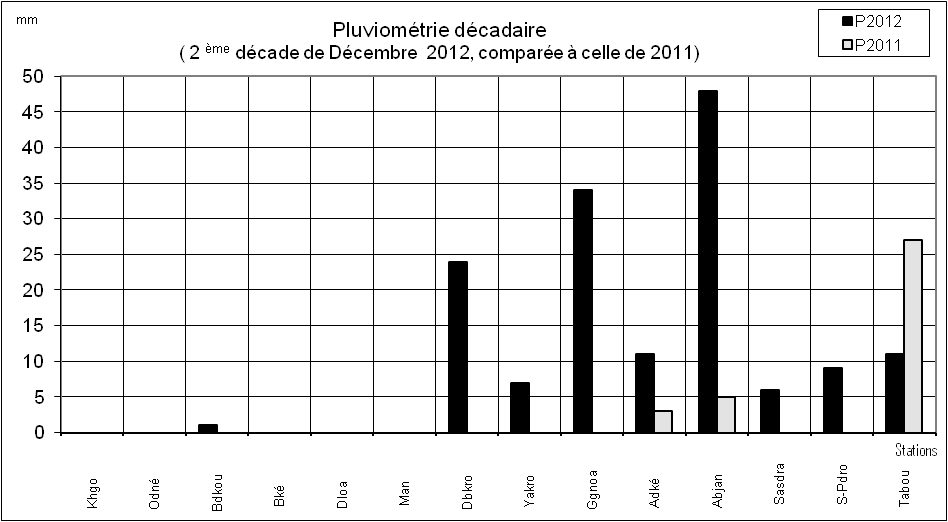 mm
Pluviométrie décadaire
( 2 ème décade de Décembre 2012, comparée à celle de 2011)
P2012
P2011
50
45
40
35
30
25
20
15
10
5
0
Stations
Khgo
Odné
Bdkou
Bké
Dloa
Man
Dbkro
Yakro
Ggnoa
Adké
Abjan
Sasdra
S-Pdro
Tabou